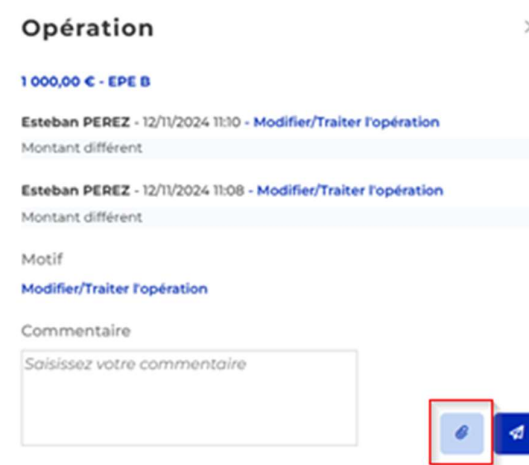 Opération
1 000,00 € - EPE B
Esteban PEREZ - 12/11/2024 11:10 - Modifier/Traiter l'opération
Montant différent
Esteban PEREZ - 12/11/2024 11:08 - Modifier/Traiter l'opération
Montant différent
Motif
Modifier/Traiter l'opération
Commentaire
Saisissez votre commentaire